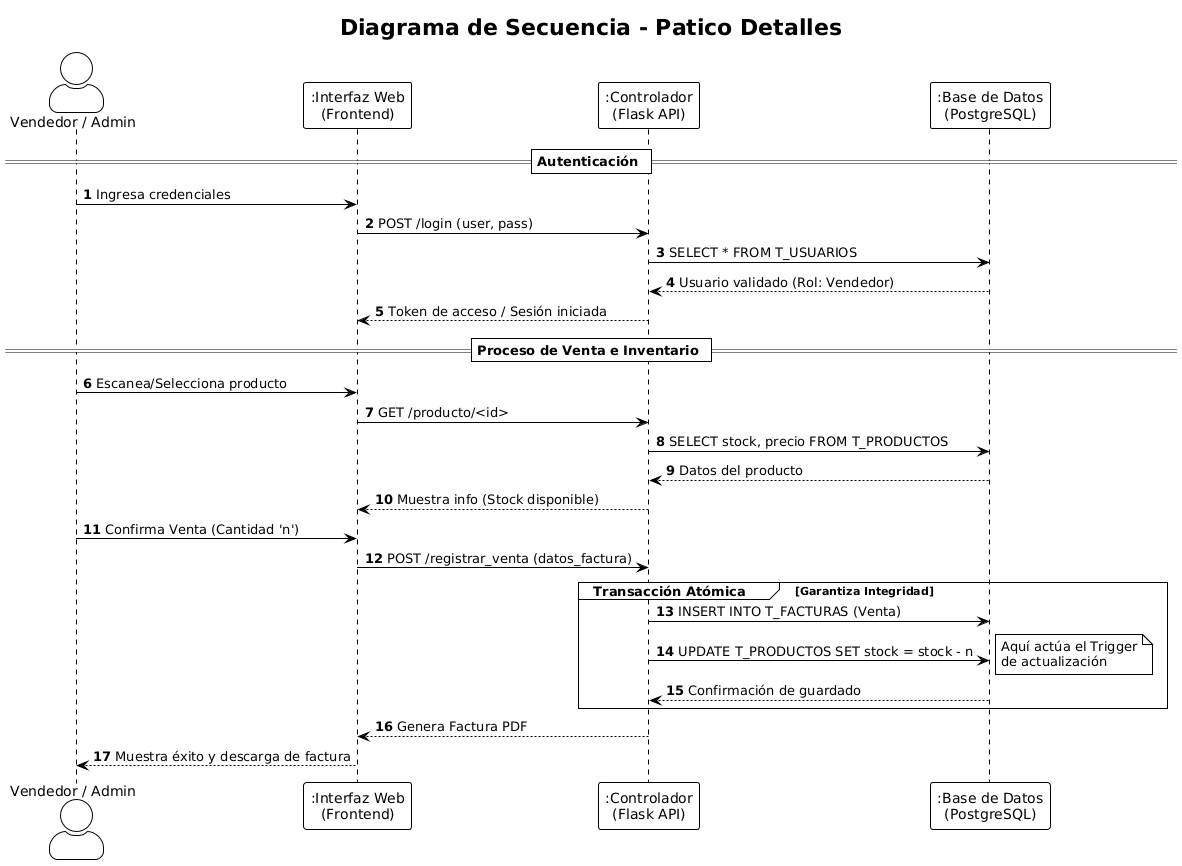 Diagrama de Secuencia - Patico Detalles
Vendedor / Admin
:Interfaz Web
(Frontend)
:Controlador
(Flask API)
:Base de Datos
(PostgreSQL)
Autenticación
1 Ingresa credenciales
2 POST /login (user, pass)
3 SELECT * FROM T_USUARIOS
4 Usuario validado (Rol: Vendedor)
5 Token de acceso / Sesión iniciada
Proceso de Venta e Inventario
6 Escanea/Selecciona producto
7 GET /producto/<id>
8 SELECT stock, precio FROM T_PRODUCTOS
9 Datos del producto
10 Muestra info (Stock disponible)
11 Confirma Venta (Cantidad 'n')
12 POST /registrar_venta (datos_factura)
Transacción Atómica [Garantiza Integridad]
13 INSERT INTO T_FACTURAS (Venta)
14 UPDATE T_PRODUCTOS SET stock = stock - n
Aquí actúa el Trigger
de actualización
15 Confirmación de guardado
16 Genera Factura PDF
17 Muestra éxito y descarga de factura
Vendedor / Admin
:Interfaz Web
(Frontend)
:Controlador
(Flask API)
:Base de Datos
(PostgreSQL)